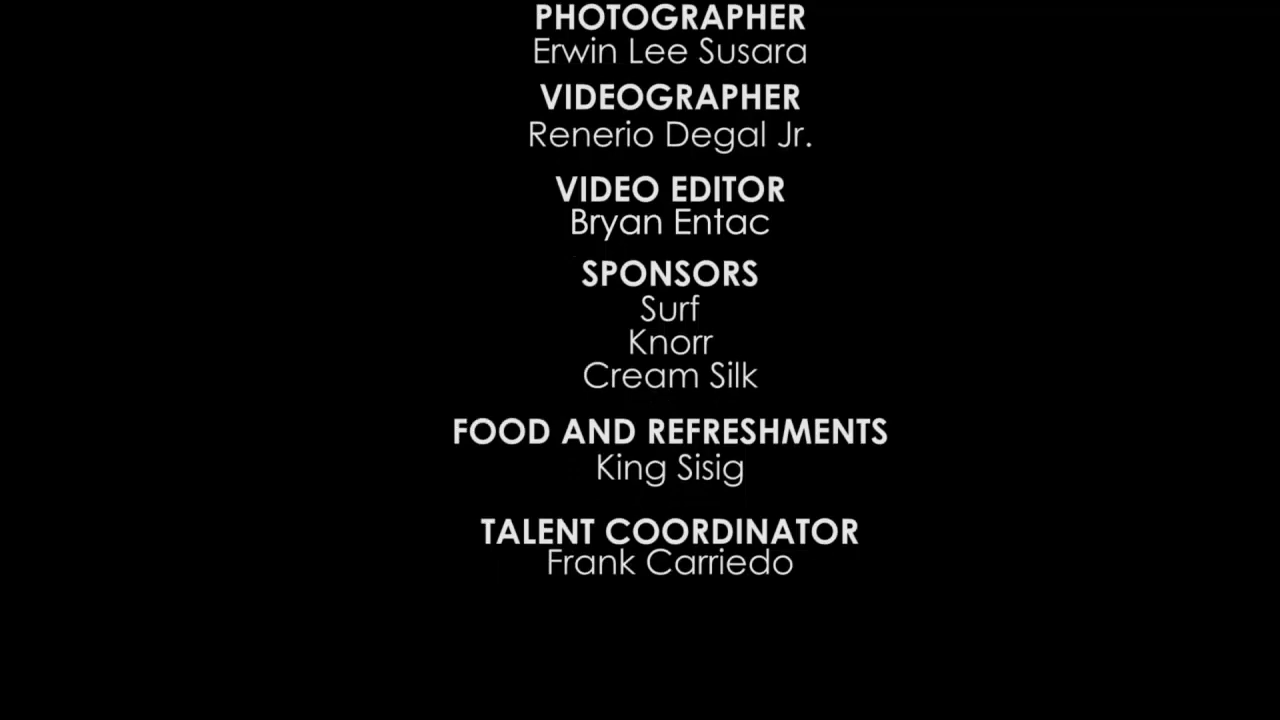 PHOTOGRAPHER
Erwin Lee Susara
VIDEOGRAPHER
Renerio Degal Jr.
VIDEO EDITOR
Bryan Entac
SPONSORS
Surf
Knorr
Cream Silk
FOOD AND REFRESHMENTS
King Sisig
TALENT COORDINATOR
Frank Carriedo